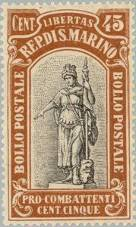 CENT LIBERTAS 45
REP.DI S.MARINO
BOLLO POSTALE
BOLLO POSTALE
PRO COMBATTENTI
CENT. CINQUE